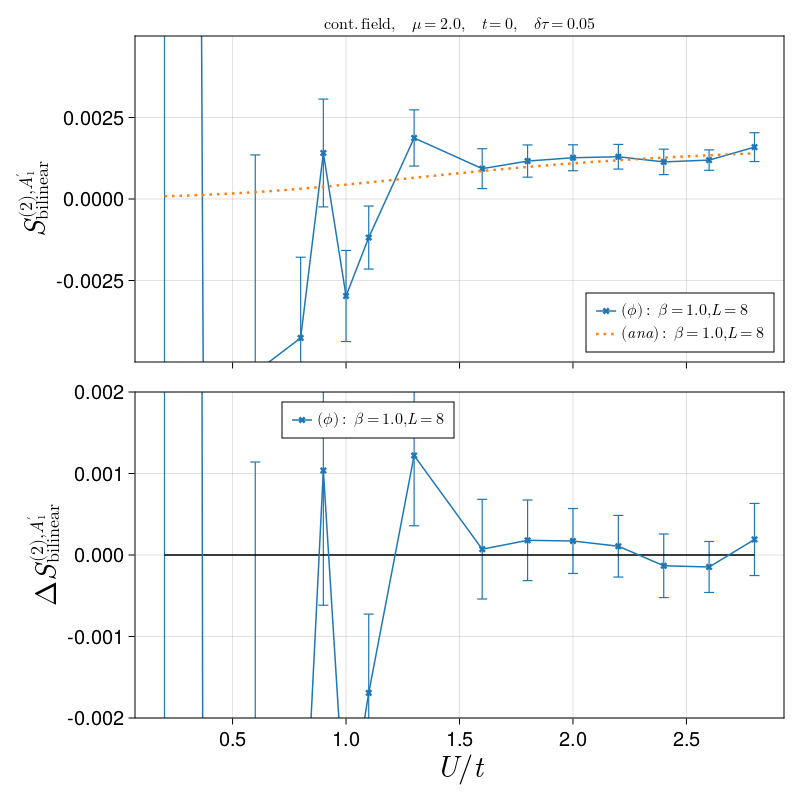 cont. field, μ = 2.0, t = 0, δτ = 0.05
0.0025
0.0000
-0.0025
S^{(2),A_1'}_{bilinear}
(ϕ) : β = 1.0,L = 8
(ana) : β = 1.0,L = 8
0.002
0.001
0.000
-0.001
-0.002
ΔS^{(2),A_1'}_{bilinear}
(ϕ) : β = 1.0,L = 8
0.5 1.0 1.5 2.0 2.5
U/t